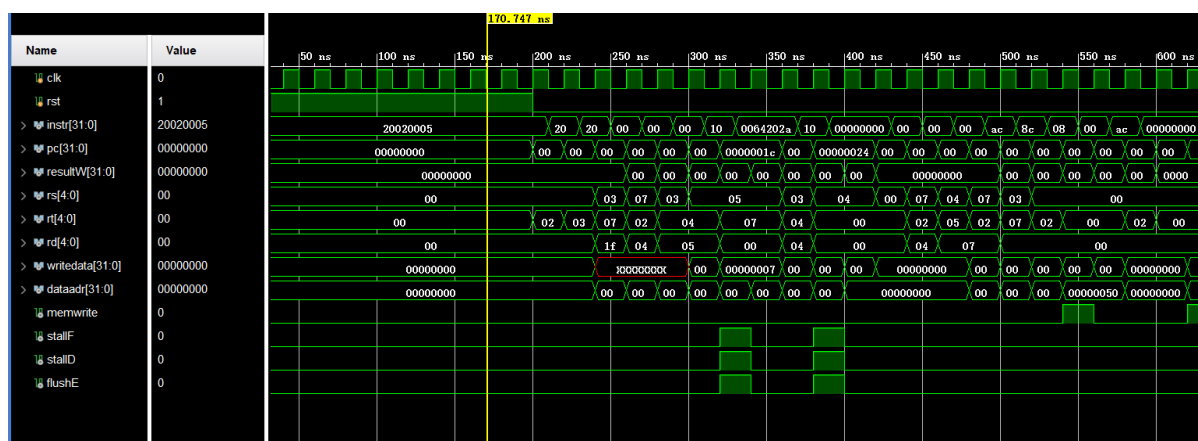 170.747 ns
Name Value
50 ns 100 ns 150 ns 200 ns 250 ns 300 ns 350 ns 400 ns 450 ns 500 ns 550 ns 600 ns
clk 0
rst 1
instr[31:0] 20020005 20020005 20 20 00 00 00 10 0064202a 10 00000000 00 00 00 ac 8c 08 00 ac 00000000
pc[31:0] 00000000 00000000 00 00 00 00 00 00 0000001c 00 00000024 00 00 00 00 00 00 00 00 00
resultW[31:0] 00000000 00000000 00 00 00 00 00 00 00 00 00000000 00 00 00 00 00 0000
rs[4:0] 00 00 03 07 03 05 03 04 00 07 04 07 03 00
rt[4:0] 00 00 02 03 07 02 04 07 04 00 02 05 02 07 02 00 02 00
rd[4:0] 00 00 1f 04 05 00 04 00 04 07 00
writedata[31:0] 00000000 00000000 XXXXXXXX 00 00000007 00 00 00 00000000 00 00 00 00 00 00000000
dataadr[31:0] 00000000 00000000 00 00 00 00 00 00 00 00000000 00 00 00 00000050 00000000
memwrite 0
stallF 0
stallD 0
flushE 0